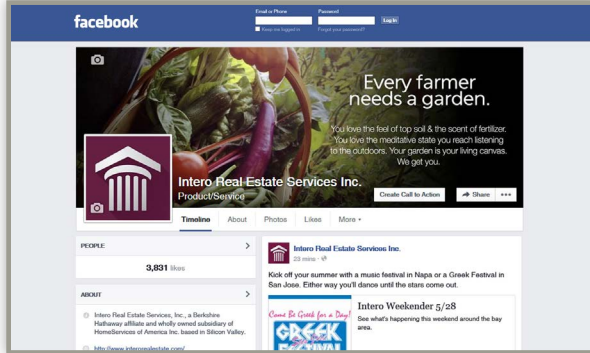 facebook
Email or Phone
Password
Log In
Keep me logged in
Forgot your password?
Every farmer
needs a garden.
You love the feel of top soil & the scent of fertilizer.
You love the meditative state you reach listening
to the outdoors. Your garden is your living canvas.
We get you.
Intero Real Estate Services Inc.
Product/Service
Create Call to Action
Share
Timeline
About
Photos
Likes
More
PEOPLE
3,831 likes
ABOUT
Intero Real Estate Services, Inc., a Berkshire
Hathaway affiliate and wholly owned subsidiary of
HomeServices of America Inc. based in Silicon Valley.
http://www.interorealestate.com/
Intero Real Estate Services Inc.
23 mins
Kick off your summer with a music festival in Napa or a Greek Festival in
San Jose. Either way you'll dance until the stars come out.
Come Be Greek for a Day!
GREEK
FESTIVAL
Intero Weekender 5/28
See what's happening this weekend around the bay
area.